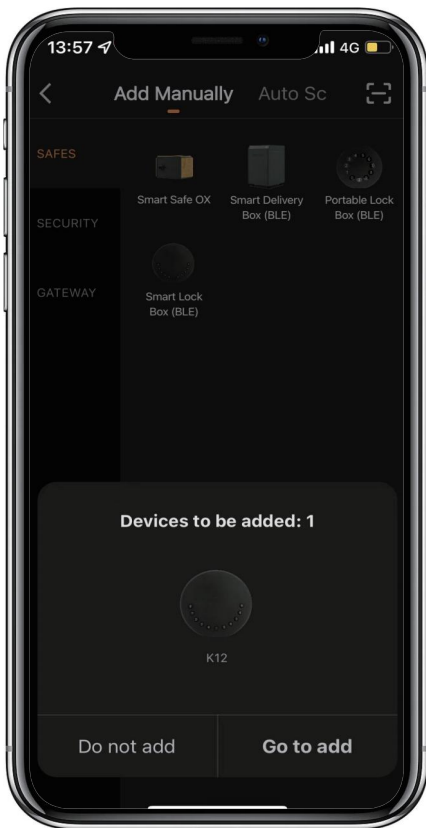 13:57
4G
Add Manually Auto Sc
SAFES
SECURITY
GATEWAY
Smart Safe OX
Smart Delivery
Box (BLE)
Portable Lock
Box (BLE)
Smart Lock
Box (BLE)
Devices to be added: 1
K12
Do not add
Go to add